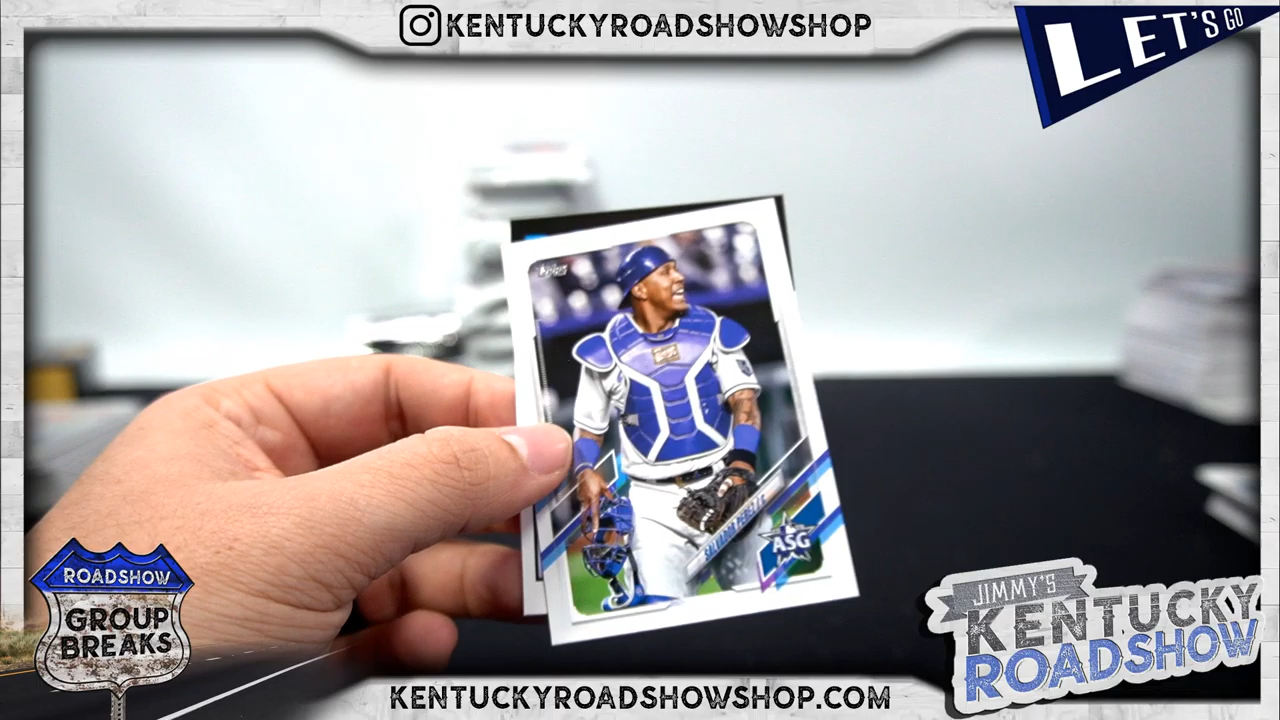 KENTUCKYROADSHOWSHOP
LET'S GO
Topps
SALVADOR PEREZ
ASG
ROADSHOW
GROUP
BREAKS
JIMMY'S
KENTUCKY
ROADSHOW
KENTUCKYROADSHOWSHOP.COM